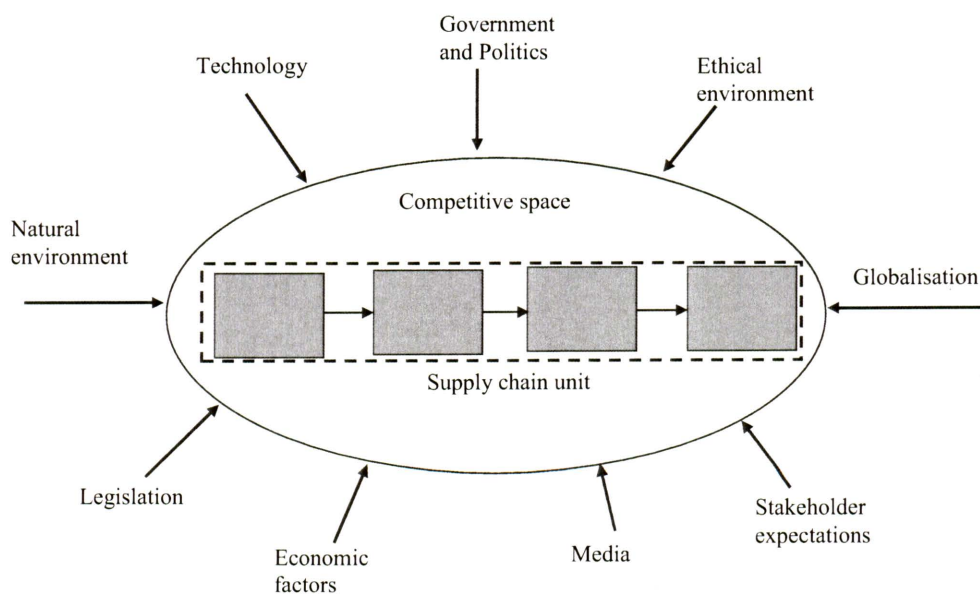 Government
and Politics
Technology
Ethical
environment
Competitive space
Natural
environment
Globalisation
Supply chain unit
Legislation
Stakeholder
expectations
Economic
factors
Media